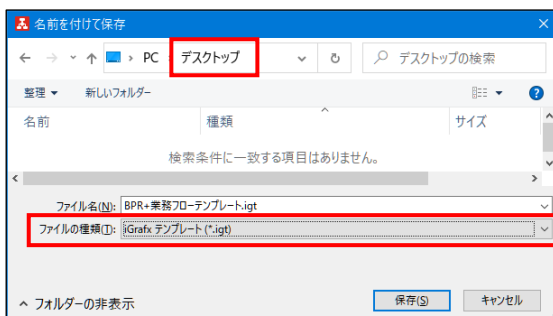 名前を付けて保存
PC › デスクトップ デスクトップの検索
整理 新しいフォルダー
名前 種類 サイズ
検索条件に一致する項目はありません。
ファイル名(N): BPR+業務フローテンプレート.igt
ファイルの種類(T): iGrafx テンプレート (*.igt)
フォルダーの非表示 保存(S) キャンセル